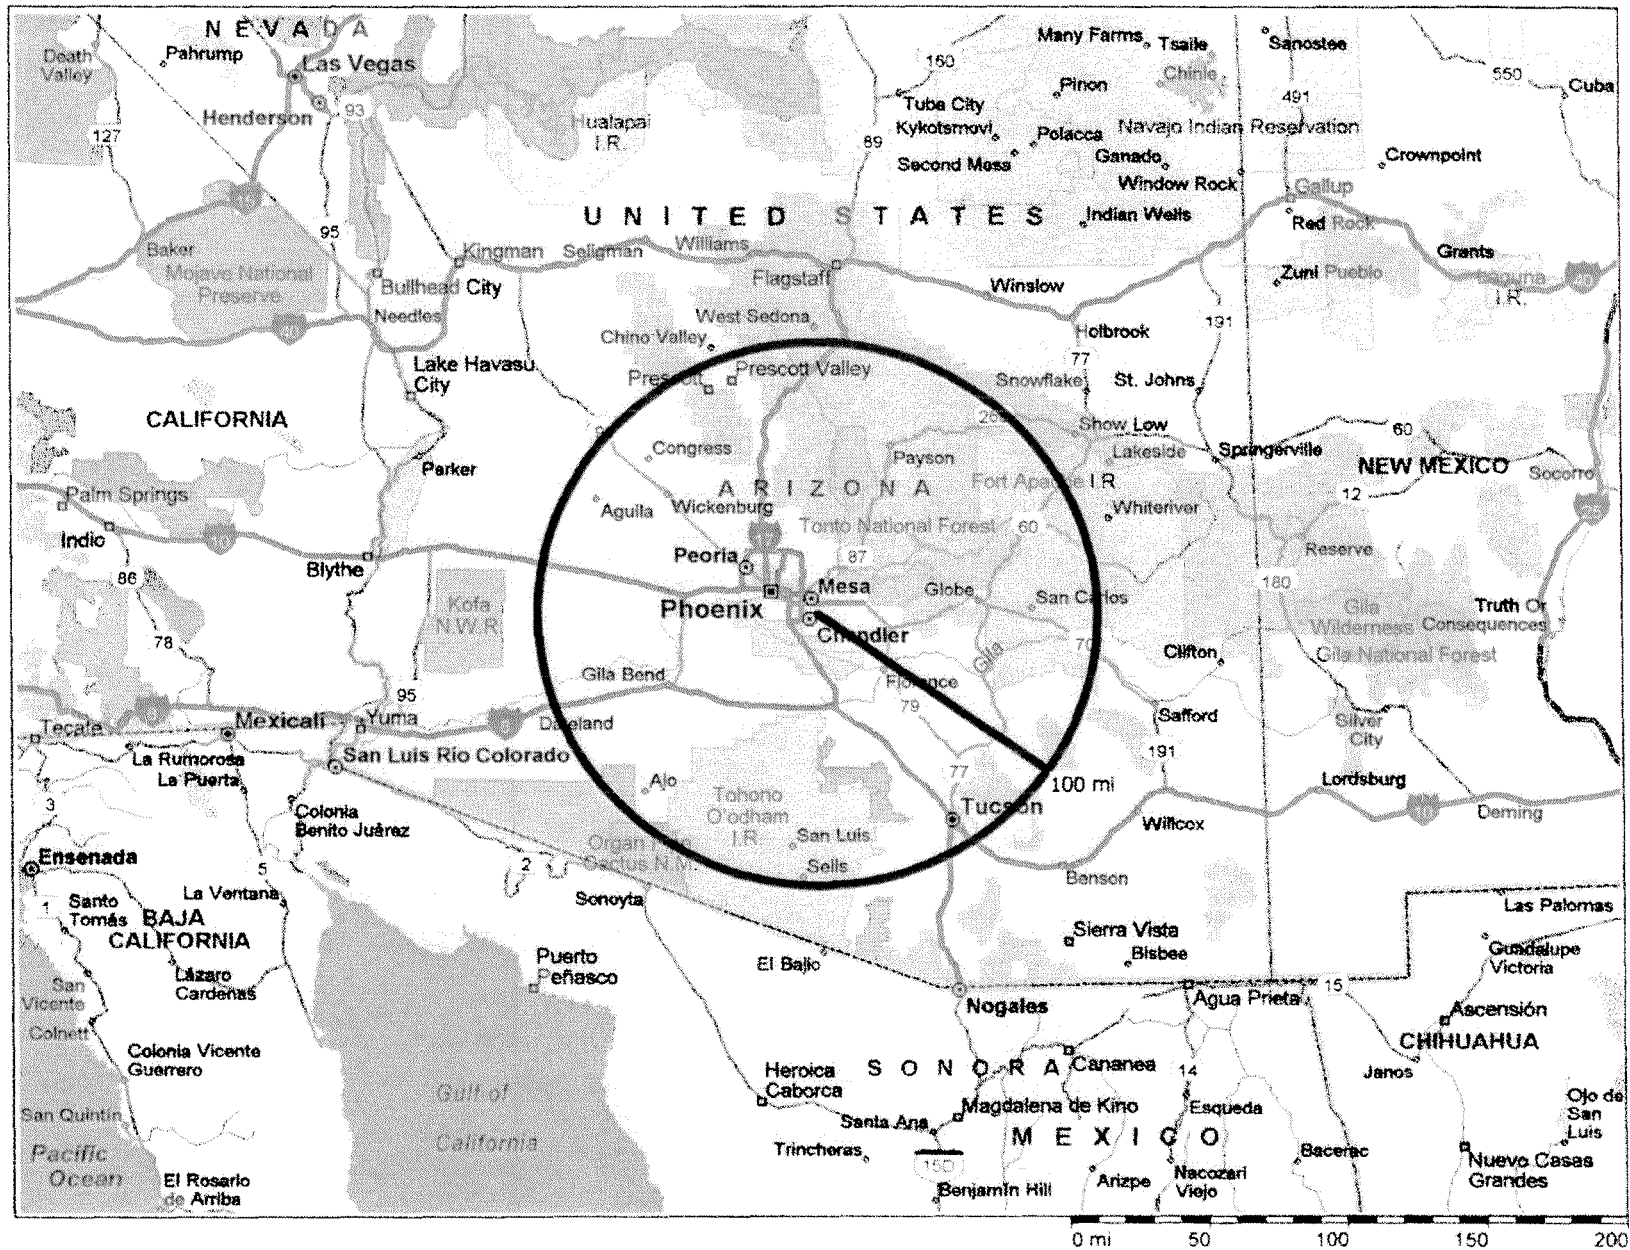 NEVADA
Death
Valley
Pahrump
Las Vegas
Henderson
93
127
95
Hualapai
I.R.
160
Many Farms
Tsaile
Chinle
Sanostee
550
Cuba
Pinon
491
Tuba City
Kykotsmovi
Polacca
Navajo Indian Reservation
89
Second Mesa
Ganado
Crownpoint
Window Rock
Gallup
UNITED STATES
Indian Wells
Red Rock
Baker
Kingman
Seligman
Williams
Grants
Mojave National
Preserve
Flagstaff
Zuni Pueblo
Laguna
I.R.
Bullhead City
Winslow
Needles
West Sedona
191
Chino Valley
Holbrook
Lake Havasu
City
Prescott
Prescott Valley
77
Snowflake
St. Johns
CALIFORNIA
Show Low
60
Congress
Payson
Lakeside
Springerville
Parker
NEW MEXICO
Socorro
ARIZONA
Fort Apache I.R.
12
Palm Springs
Aguila
Wickenburg
Whiteriver
Tonto National Forest
60
Indio
Peoria
87
Reserve
Blythe
86
Mesa
Globe
180
Kofa
N.W.R.
Phoenix
San Carlos
Gila
Wilderness
Truth Or
Consequences
78
Chandler
70
Clifton
Gila National Forest
Gila
Gila Bend
Florence
95
79
Tecate
Mexicali
Yuma
Dateland
Safford
Silver
City
La Rumorosa
San Luis Río Colorado
191
La Puerta
77
100 mi
Lordsburg
3
Ajo
Tohono
O'odham
I.R.
Tucson
Colonia
Benito Juárez
Deming
Willcox
Organ Pipe
Cactus N.M.
San Luis
Ensenada
5
2
Sells
Benson
La Ventana
Sonoyta
1
Santo
Tomás
BAJA
CALIFORNIA
Las Palomas
Sierra Vista
Bisbee
Guadalupe
Victoria
El Bajio
Puerto
Peñasco
Lázaro
Cardenas
San
Vicente
15
Nogales
Agua Prieta
Ascensión
Colnett
CHIHUAHUA
Colonia Vicente
Guerrero
SONORA
Cananea
14
Janos
Heroica
Caborca
Gulf of
California
Magdalena de Kino
Esqueda
Ojo de
San
Luis
San Quintín
Santa Ana
MEXICO
Pacific
Ocean
Trincheras
15D
Bacerac
Nuevo Casas
Grandes
El Rosario
de Arriba
Arizpe
Nacozari
Viejo
Benjamín Hill
0 mi 50 100 150 200